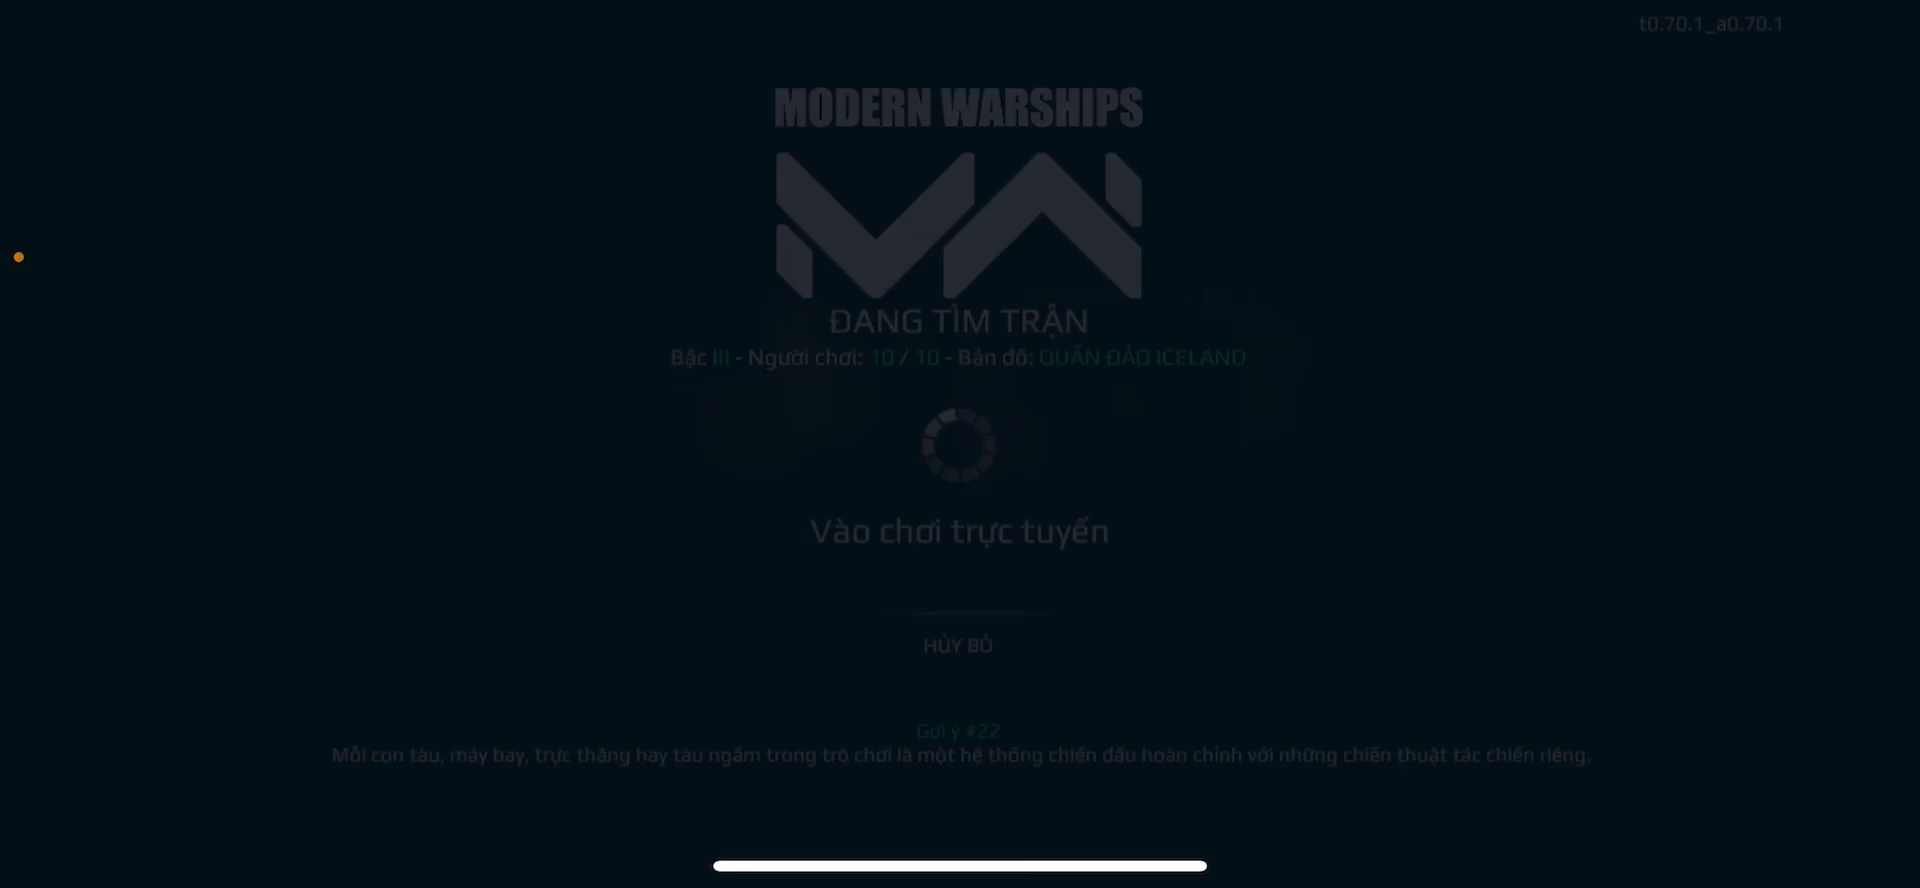 t0.70.1_a0.70.1
MODERN WARSHIPS
ĐANG TÌM TRẬN
Bậc III - Người chơi: 10 / 10 - Bản đồ: QUẦN ĐẢO ICELAND
Vào chơi trực tuyến
HỦY BỎ
Gợi ý #22
Mỗi con tàu, máy bay, trực thăng hay tàu ngầm trong trò chơi là một hệ thống chiến đấu hoàn chỉnh với những chiến thuật tác chiến riêng.